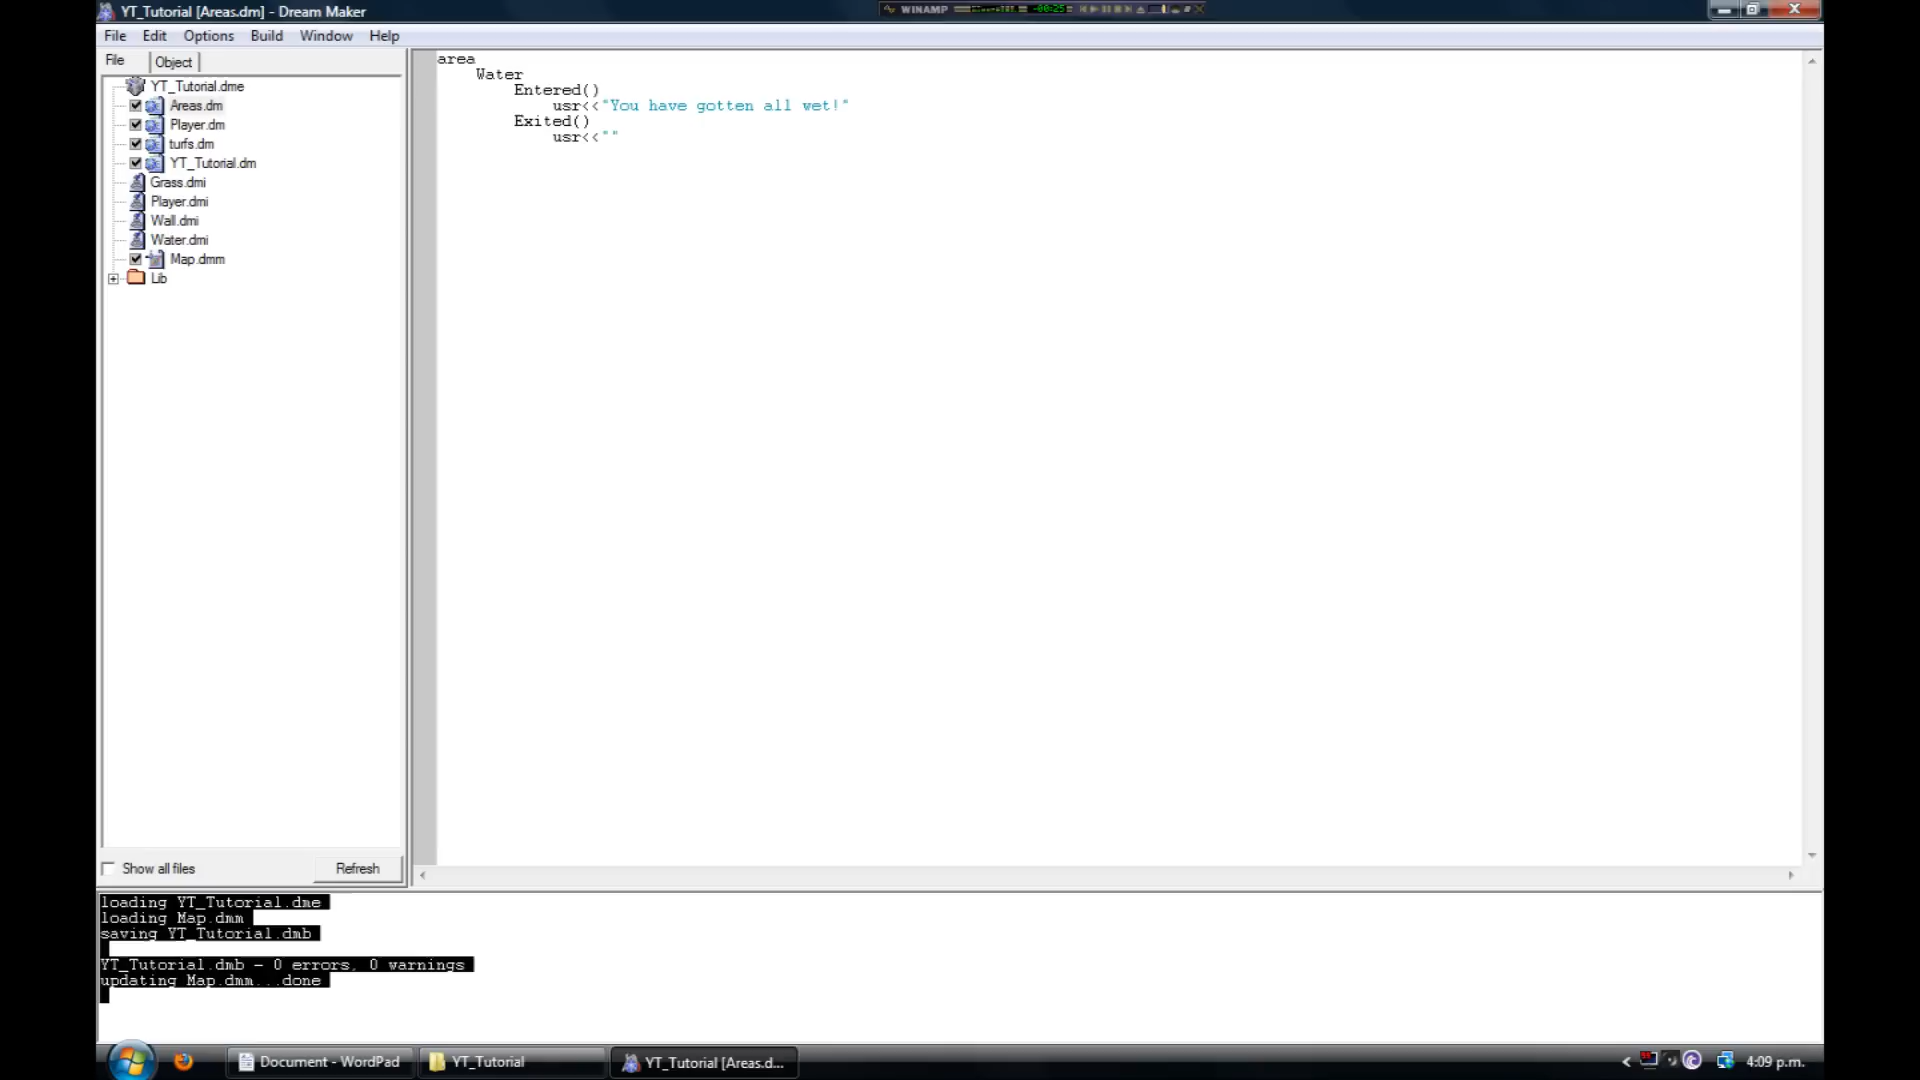 YT_Tutorial [Areas.dm] - Dream Maker
WINAMP
-00:25
File Edit Options Build Window Help
File Object
YT_Tutorial.dme
Areas.dm
Player.dm
turfs.dm
YT_Tutorial.dm
Grass.dmi
Player.dmi
Wall.dmi
Water.dmi
Map.dmm
Lib
area
Water
Entered()
usr<<"You have gotten all wet!"
Exited()
usr<<""
Show all files Refresh
loading YT_Tutorial.dme
loading Map.dmm
saving YT_Tutorial.dmb
YT_Tutorial.dmb - 0 errors, 0 warnings
updating Map.dmm...done
Document - WordPad YT_Tutorial YT_Tutorial [Areas.d... 4:09 p.m.